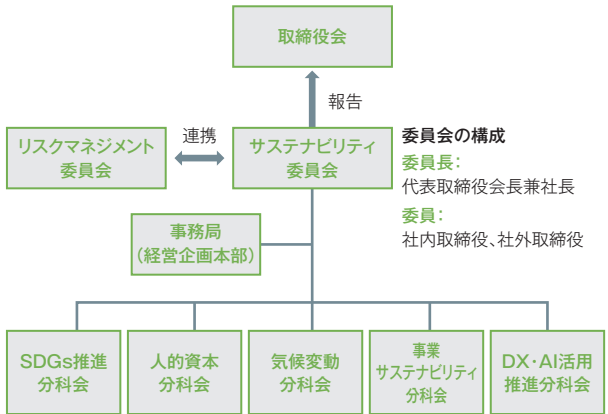 取締役会
報告
リスクマネジメント
委員会
連携
サステナビリティ
委員会
委員会の構成
委員長：
代表取締役会長兼社長
委員：
社内取締役、社外取締役
事務局
（経営企画本部）
SDGs推進
分科会
人的資本
分科会
気候変動
分科会
事業
サステナビリティ
分科会
DX・AI活用
推進分科会